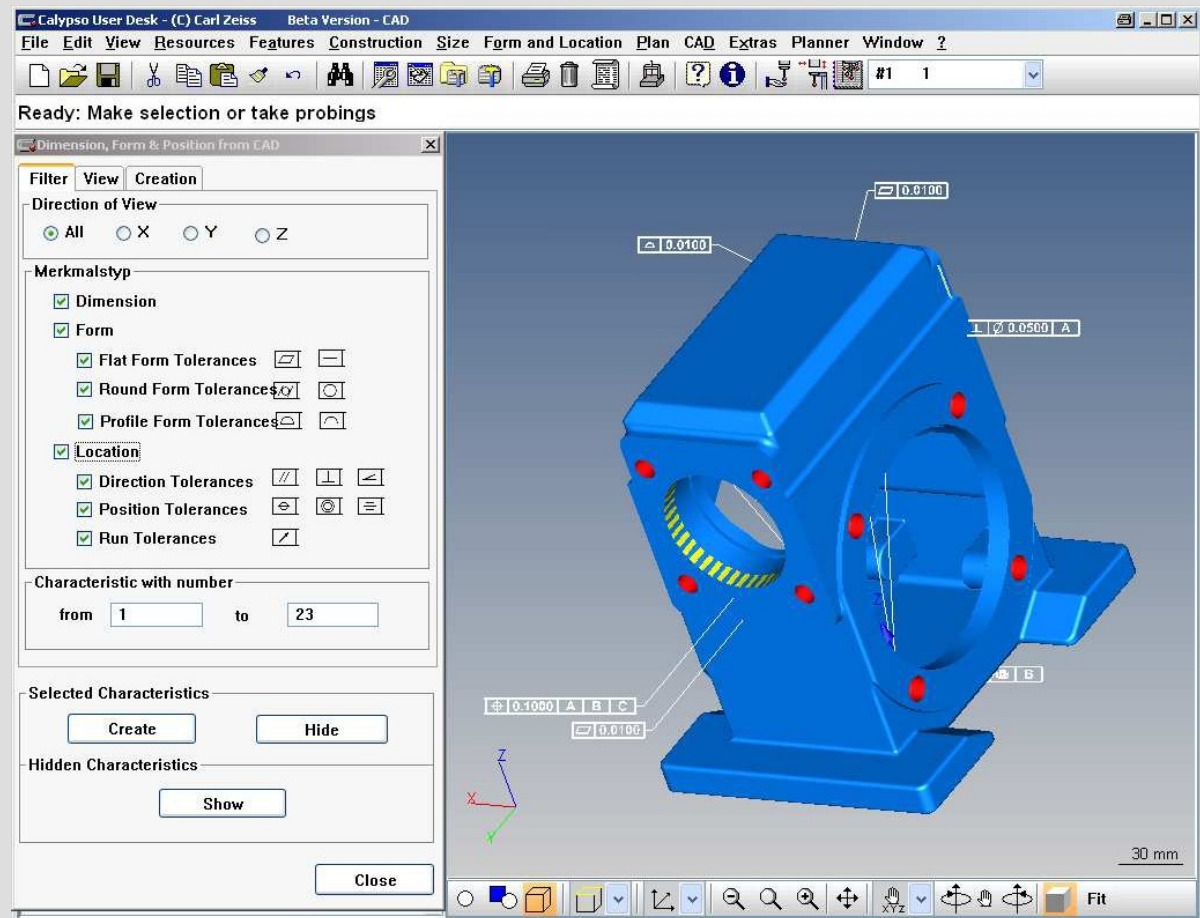 Calypso User Desk - (C) Carl Zeiss Beta Version - CAD
File Edit View Resources Features Construction Size Form and Location Plan CAD Extras Planner Window ?
#1 1
Ready: Make selection or take probings
Dimension, Form & Position from CAD
Filter View Creation
Direction of View
All X Y Z
Merkmalstyp
Dimension
Form
Flat Form Tolerances
Round Form Tolerances
Profile Form Tolerances
Location
Direction Tolerances
Position Tolerances
Run Tolerances
Characteristic with number
from 1 to 23
Selected Characteristics
Create Hide
Hidden Characteristics
Show
Close
0.0100
0.0100
⊥ Ø 0.0500 A
Z
B
⌖ 0.1000 A B C
0.0100
Z
X
Y
30 mm
XYZ
Fit